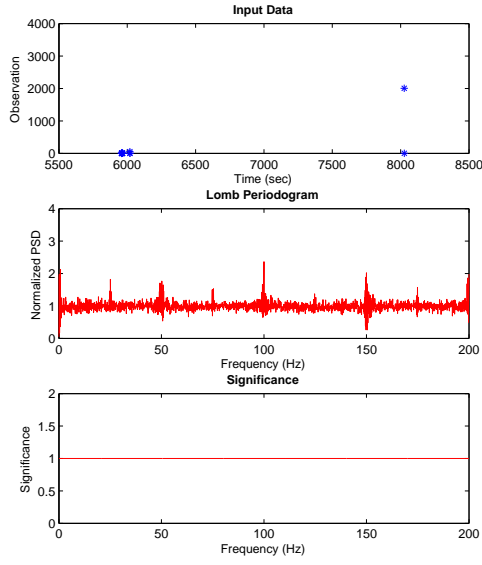 Input Data
4000
3000
2000
1000
0
Observation
5500 6000 6500 7000 7500 8000 8500
Time (sec)
Lomb Periodogram
4
3
2
1
0
Normalized PSD
0 50 100 150 200
Frequency (Hz)
Significance
2
1.5
1
0.5
0
Significance
0 50 100 150 200
Frequency (Hz)